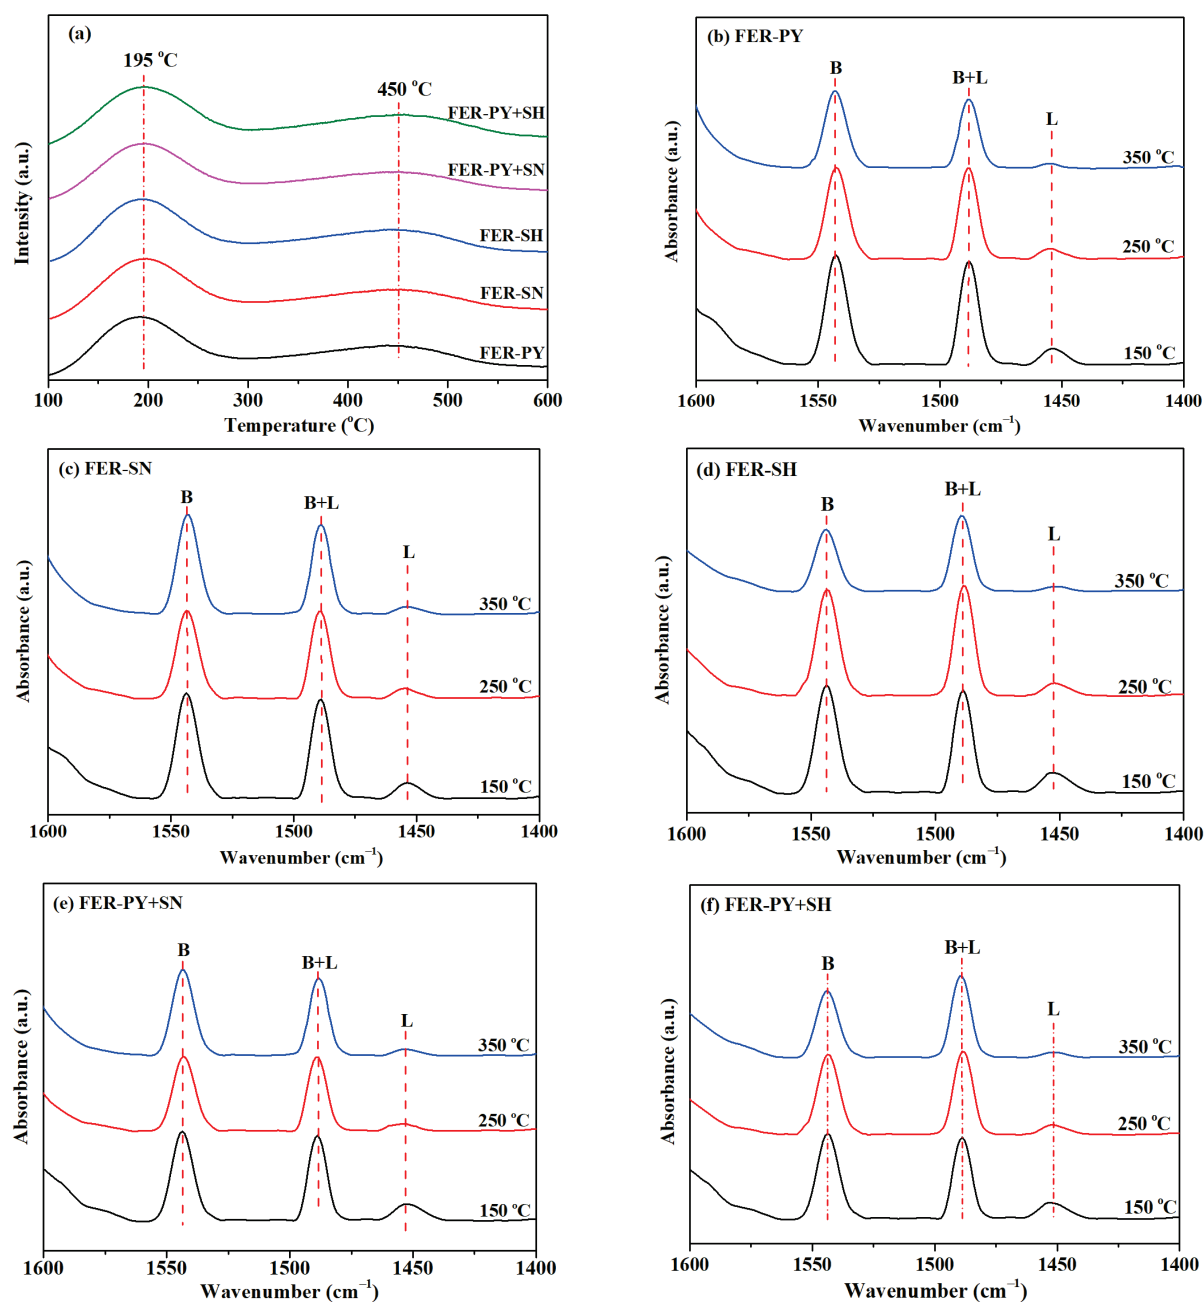 (a)
195 °C
450 °C
FER-PY+SH
FER-PY+SN
FER-SH
FER-SN
FER-PY
Intensity (a.u.)
100 200 300 400 500 600
Temperature (°C)
(b) FER-PY
B
B+L
L
350 °C
250 °C
150 °C
Absorbance (a.u.)
1600 1550 1500 1450 1400
Wavenumber (cm⁻¹)
(c) FER-SN
B
B+L
L
350 °C
250 °C
150 °C
Absorbance (a.u.)
1600 1550 1500 1450 1400
Wavenumber (cm⁻¹)
(d) FER-SH
B
B+L
L
350 °C
250 °C
150 °C
Absorbance (a.u.)
1600 1550 1500 1450 1400
Wavenumber (cm⁻¹)
(e) FER-PY+SN
B
B+L
L
350 °C
250 °C
150 °C
Absorbance (a.u.)
1600 1550 1500 1450 1400
Wavenumber (cm⁻¹)
(f) FER-PY+SH
B
B+L
L
350 °C
250 °C
150 °C
Absorbance (a.u.)
1600 1550 1500 1450 1400
Wavenumber (cm⁻¹)